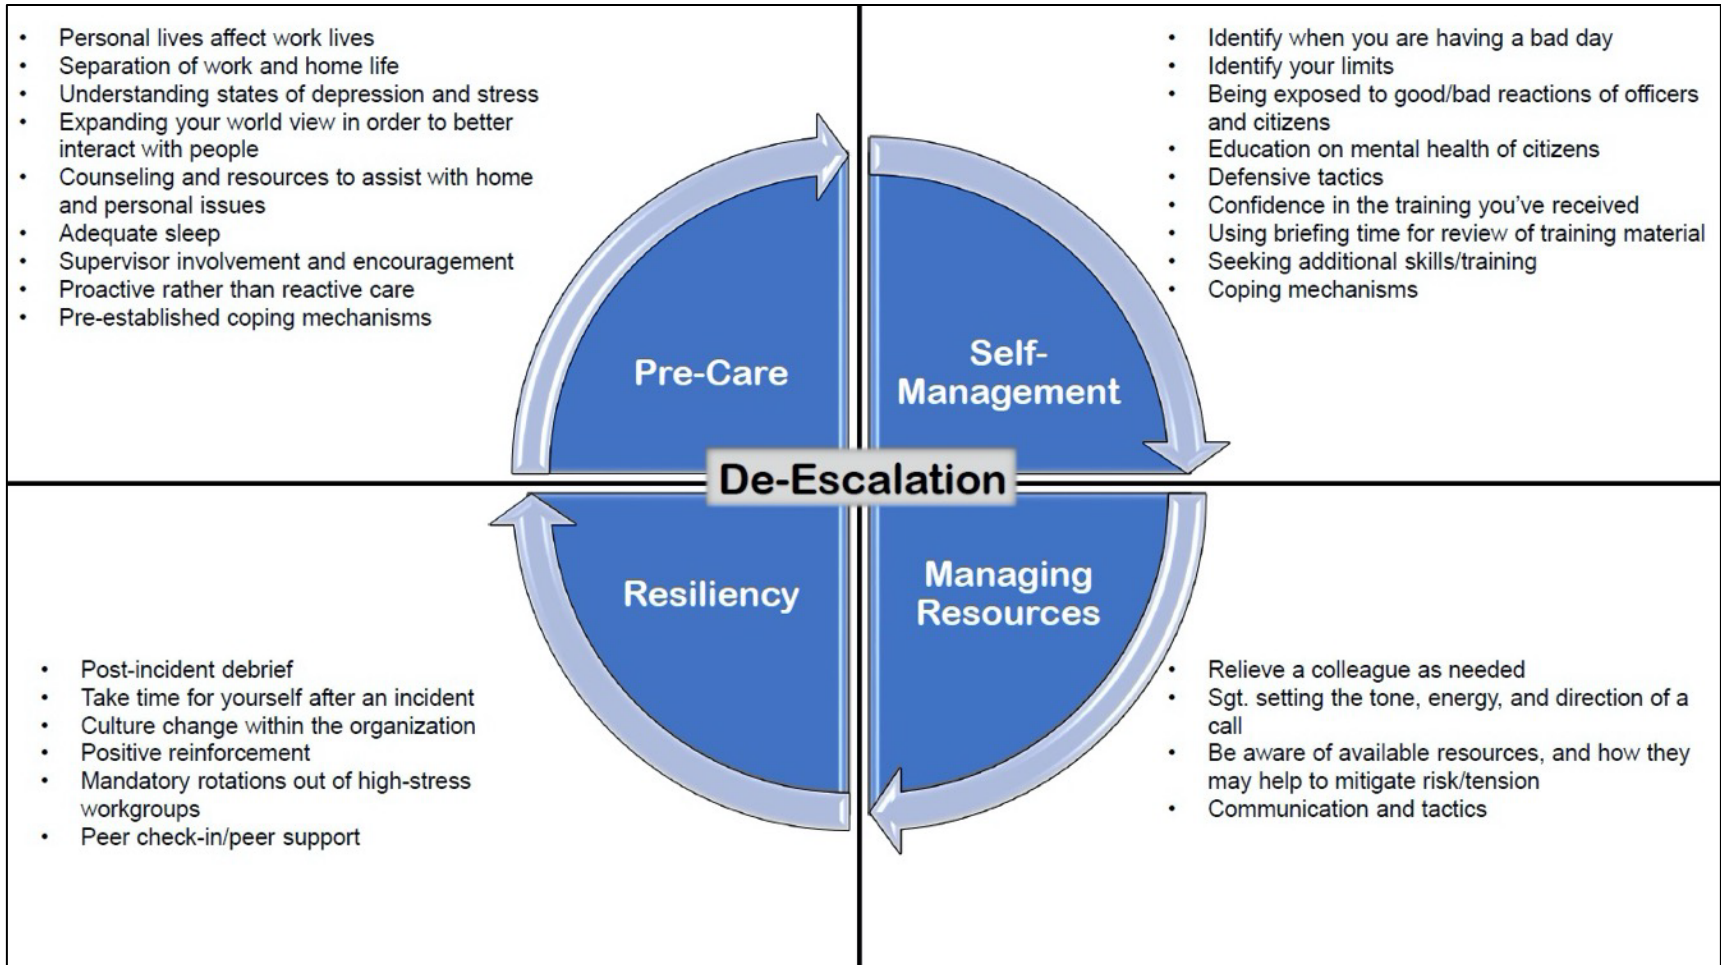 • Personal lives affect work lives
• Separation of work and home life
• Understanding states of depression and stress
• Expanding your world view in order to better
interact with people
• Counseling and resources to assist with home
and personal issues
• Adequate sleep
• Supervisor involvement and encouragement
• Proactive rather than reactive care
• Pre-established coping mechanisms
Pre-Care
• Identify when you are having a bad day
• Identify your limits
• Being exposed to good/bad reactions of officers
and citizens
• Education on mental health of citizens
• Defensive tactics
• Confidence in the training you've received
• Using briefing time for review of training material
• Seeking additional skills/training
• Coping mechanisms
Self-
Management
De-Escalation
Resiliency
• Post-incident debrief
• Take time for yourself after an incident
• Culture change within the organization
• Positive reinforcement
• Mandatory rotations out of high-stress
workgroups
• Peer check-in/peer support
Managing
Resources
• Relieve a colleague as needed
• Sgt. setting the tone, energy, and direction of a
call
• Be aware of available resources, and how they
may help to mitigate risk/tension
• Communication and tactics